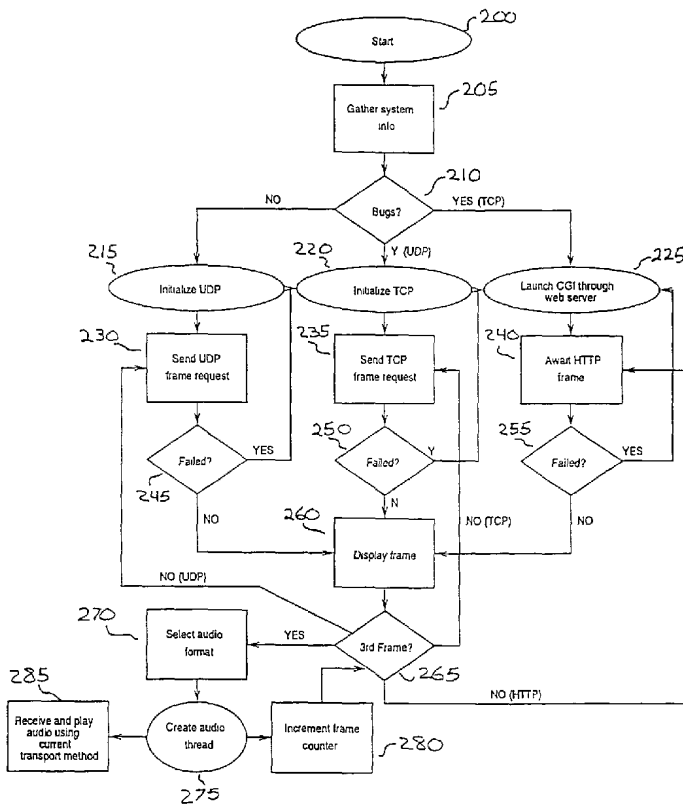 200
Start
205
Gather system
info
210
NO
Bugs?
YES (TCP)
Y (UDP)
215
Initialize UDP
220
Initialize TCP
225
Launch CGI through
web server
230
Send UDP
frame request
235
Send TCP
frame request
240
Await HTTP
frame
245
Failed?
YES
250
Failed?
Y
255
Failed?
YES
NO
N
NO (TCP)
NO
260
Display frame
NO (UDP)
270
Select audio
format
YES
3rd Frame?
265
NO (HTTP)
285
Receive and play
audio using
current
transport method
Create audio
thread
275
Increment frame
counter
280